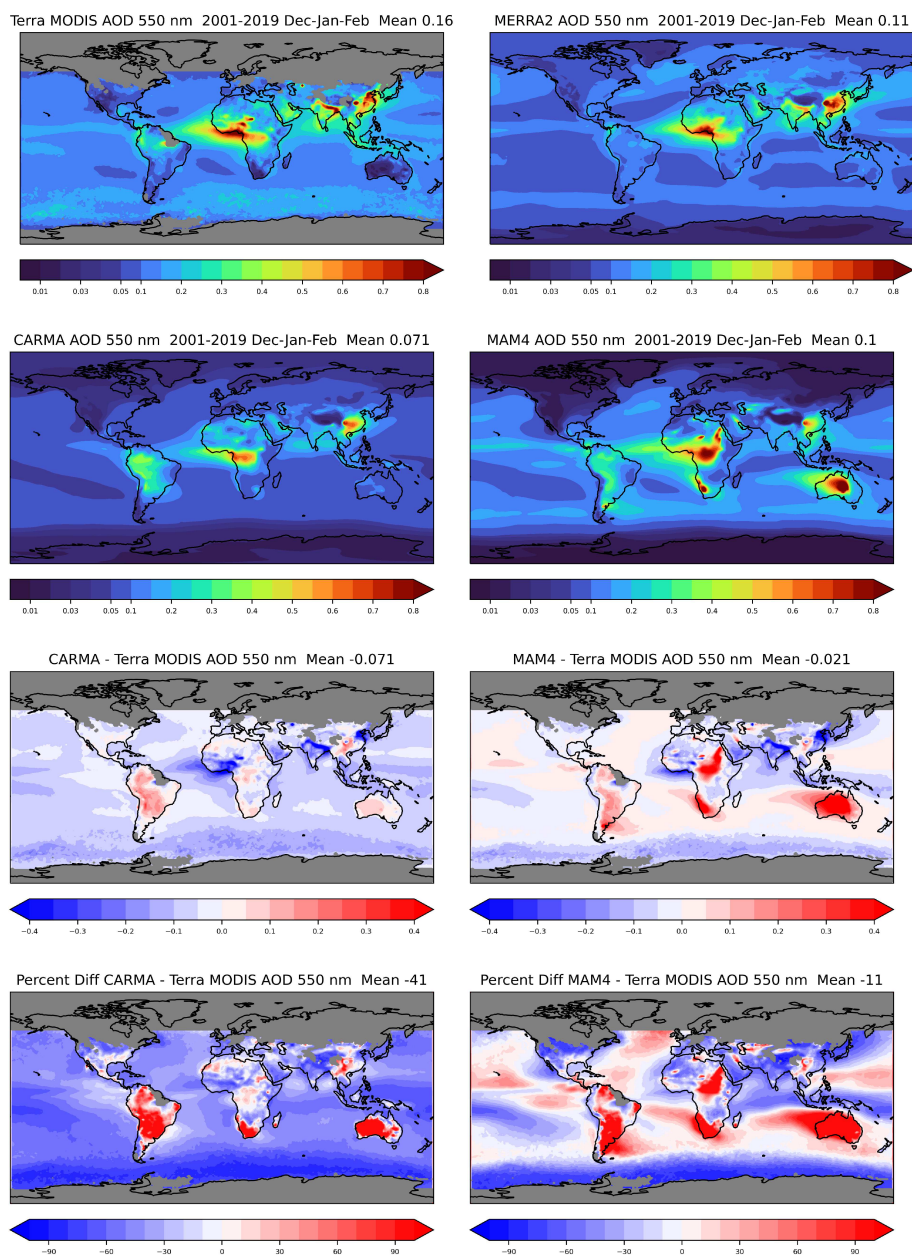 Terra MODIS AOD 550 nm  2001-2019 Dec-Jan-Feb  Mean 0.16
MERRA2 AOD 550 nm  2001-2019 Dec-Jan-Feb  Mean 0.11
0.01 0.03 0.05 0.1 0.2 0.3 0.4 0.5 0.6 0.7 0.8
0.01 0.03 0.05 0.1 0.2 0.3 0.4 0.5 0.6 0.7 0.8
CARMA AOD 550 nm  2001-2019 Dec-Jan-Feb  Mean 0.071
MAM4 AOD 550 nm  2001-2019 Dec-Jan-Feb  Mean 0.1
0.01 0.03 0.05 0.1 0.2 0.3 0.4 0.5 0.6 0.7 0.8
0.01 0.03 0.05 0.1 0.2 0.3 0.4 0.5 0.6 0.7 0.8
CARMA - Terra MODIS AOD 550 nm  Mean -0.071
MAM4 - Terra MODIS AOD 550 nm  Mean -0.021
−0.4 −0.3 −0.2 −0.1 0.0 0.1 0.2 0.3 0.4
−0.4 −0.3 −0.2 −0.1 0.0 0.1 0.2 0.3 0.4
Percent Diff CARMA - Terra MODIS AOD 550 nm  Mean -41
Percent Diff MAM4 - Terra MODIS AOD 550 nm  Mean -11
−90 −60 −30 0 30 60 90
−90 −60 −30 0 30 60 90